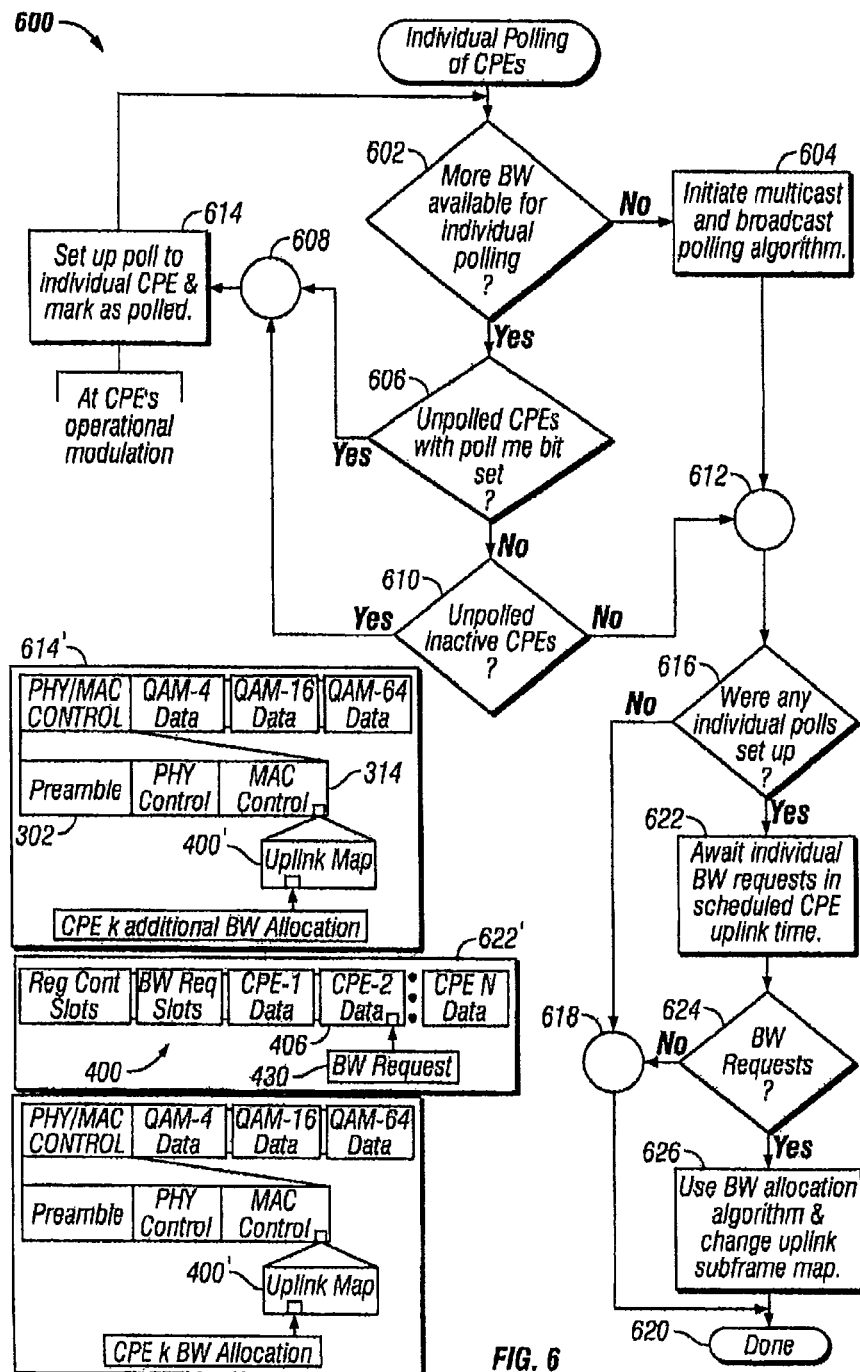 600
Individual Polling
of CPEs
602
More BW
available for
individual
polling
?
No
604
Initiate multicast
and broadcast
polling algorithm.
614
Set up poll to
individual CPE &
mark as polled.
608
Yes
At CPE's
operational
modulation
606
Unpolled CPEs
with poll me bit
set
?
Yes
No
612
610
Unpolled
inactive CPEs
?
Yes
No
616
Were any
individual polls
set up
?
No
Yes
622
Await individual
BW requests in
scheduled CPE
uplink time.
618
624
BW
Requests
?
No
Yes
626
Use BW allocation
algorithm &
change uplink
subframe map.
620
Done
614'
PHY/MAC
CONTROL
QAM-4
Data
QAM-16
Data
QAM-64
Data
Preamble
PHY
Control
MAC
Control
314
302
400'
Uplink Map
CPE k additional BW Allocation
622'
Reg Cont
Slots
BW Req
Slots
CPE-1
Data
CPE-2
Data
CPE N
Data
406
400
430
BW Request
PHY/MAC
CONTROL
QAM-4
Data
QAM-16
Data
QAM-64
Data
Preamble
PHY
Control
MAC
Control
400'
Uplink Map
CPE k BW Allocation
FIG. 6